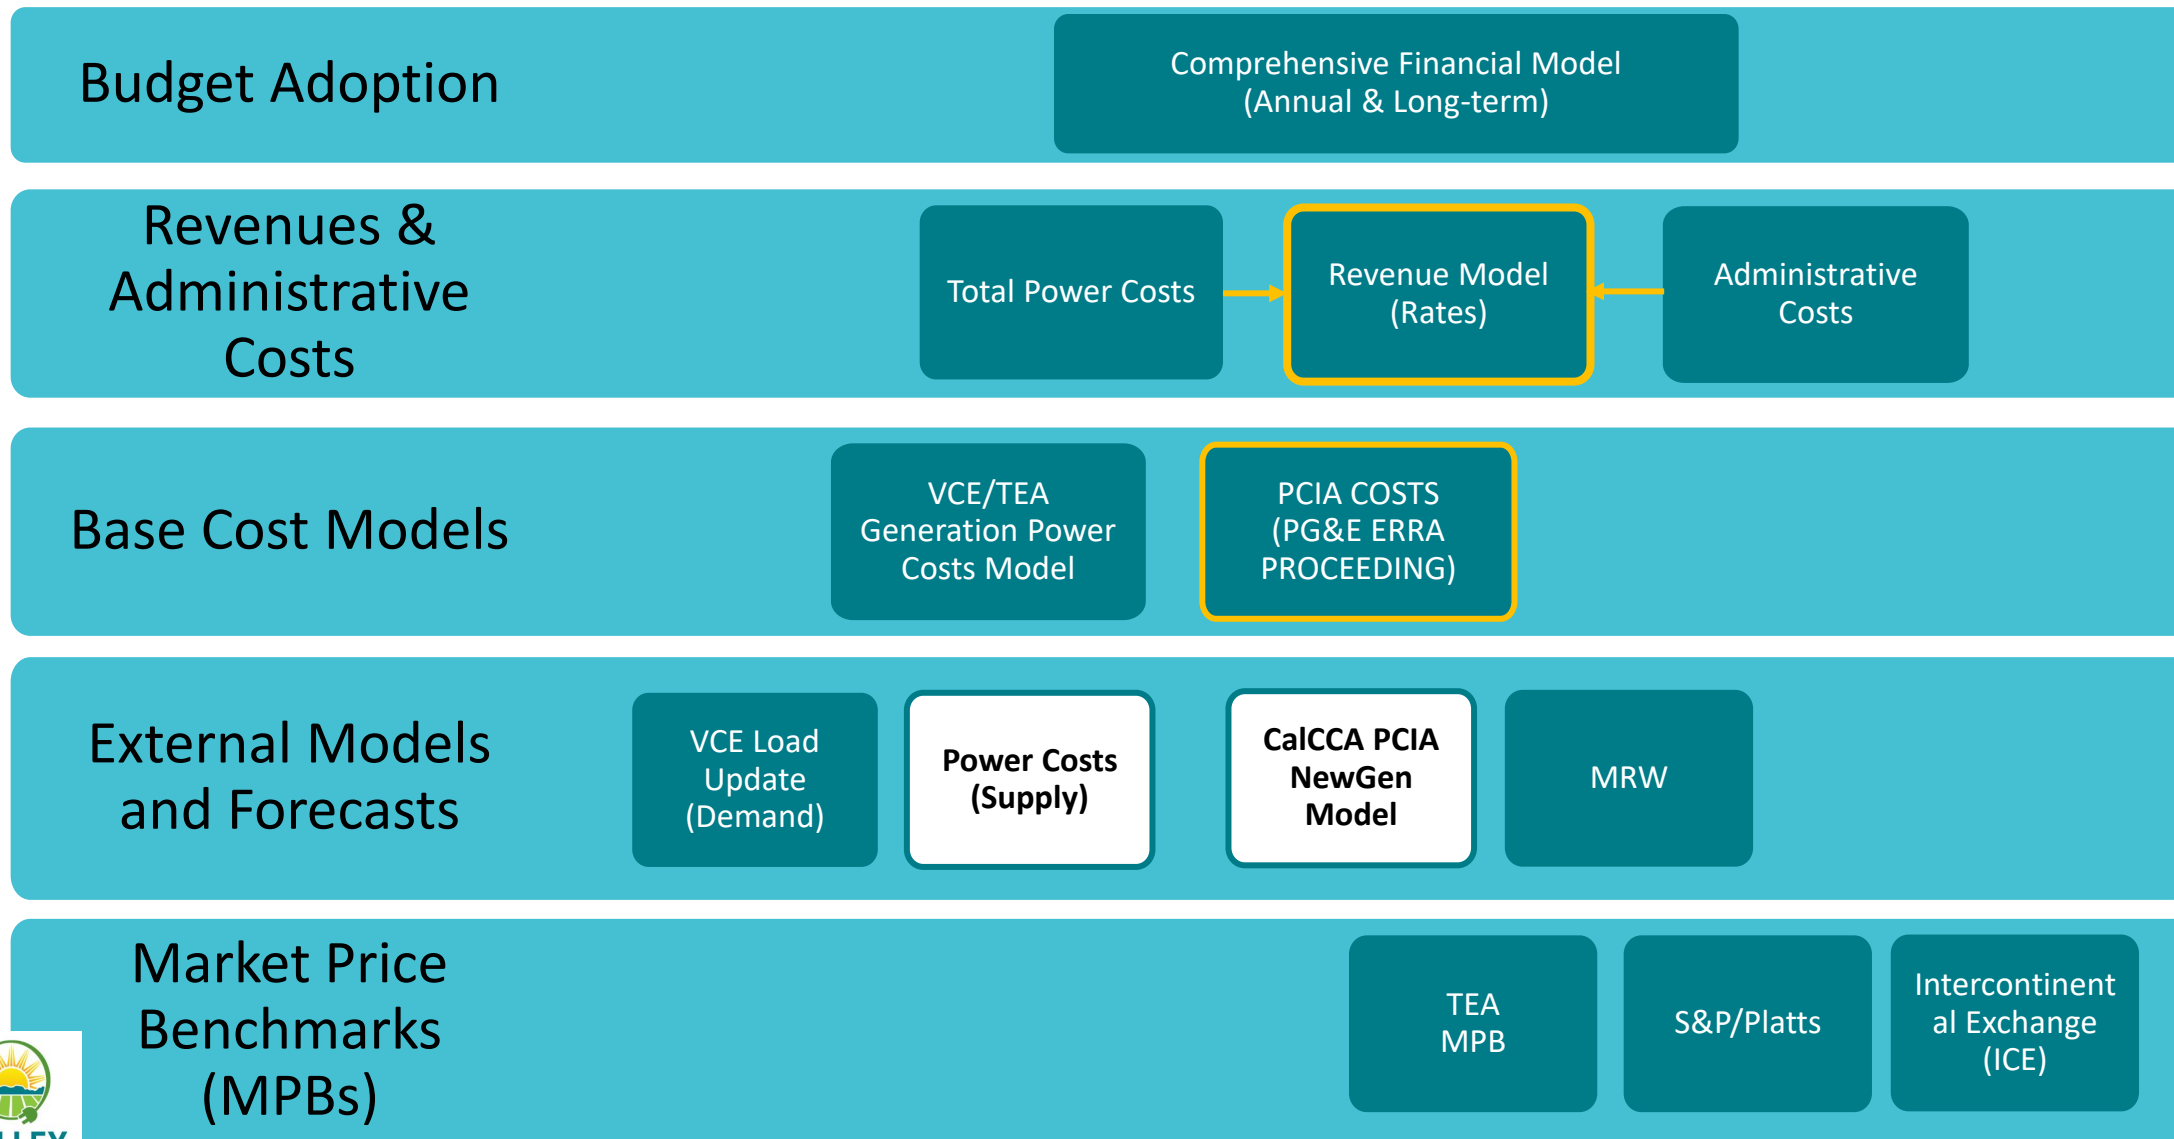 Budget Adoption
Comprehensive Financial Model
(Annual & Long-term)
Revenues &
Administrative
Costs
Total Power Costs
Revenue Model
(Rates)
Administrative
Costs
Base Cost Models
VCE/TEA
Generation Power
Costs Model
PCIA COSTS
(PG&E ERRA
PROCEEDING)
External Models
and Forecasts
VCE Load
Update
(Demand)
Power Costs
(Supply)
CalCCA PCIA
NewGen
Model
MRW
Market Price
Benchmarks
(MPBs)
TEA
MPB
S&P/Platts
Intercontinent
al Exchange
(ICE)